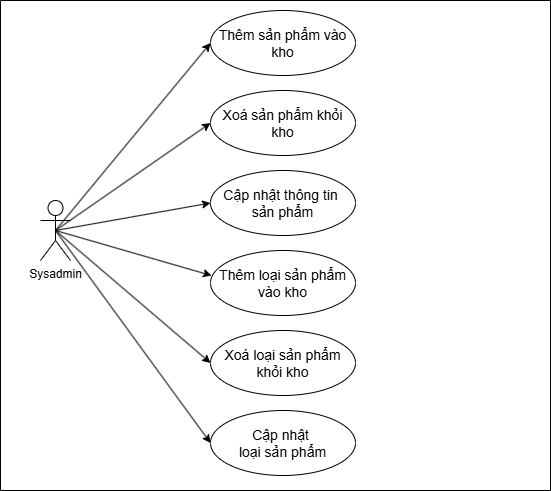 Thêm sản phẩm vào
kho
Xoá sản phẩm khỏi
kho
Cập nhật thông tin
sản phẩm
Sysadmin
Thêm loại sản phẩm
vào kho
Xoá loại sản phẩm
khỏi kho
Cập nhật
loại sản phẩm